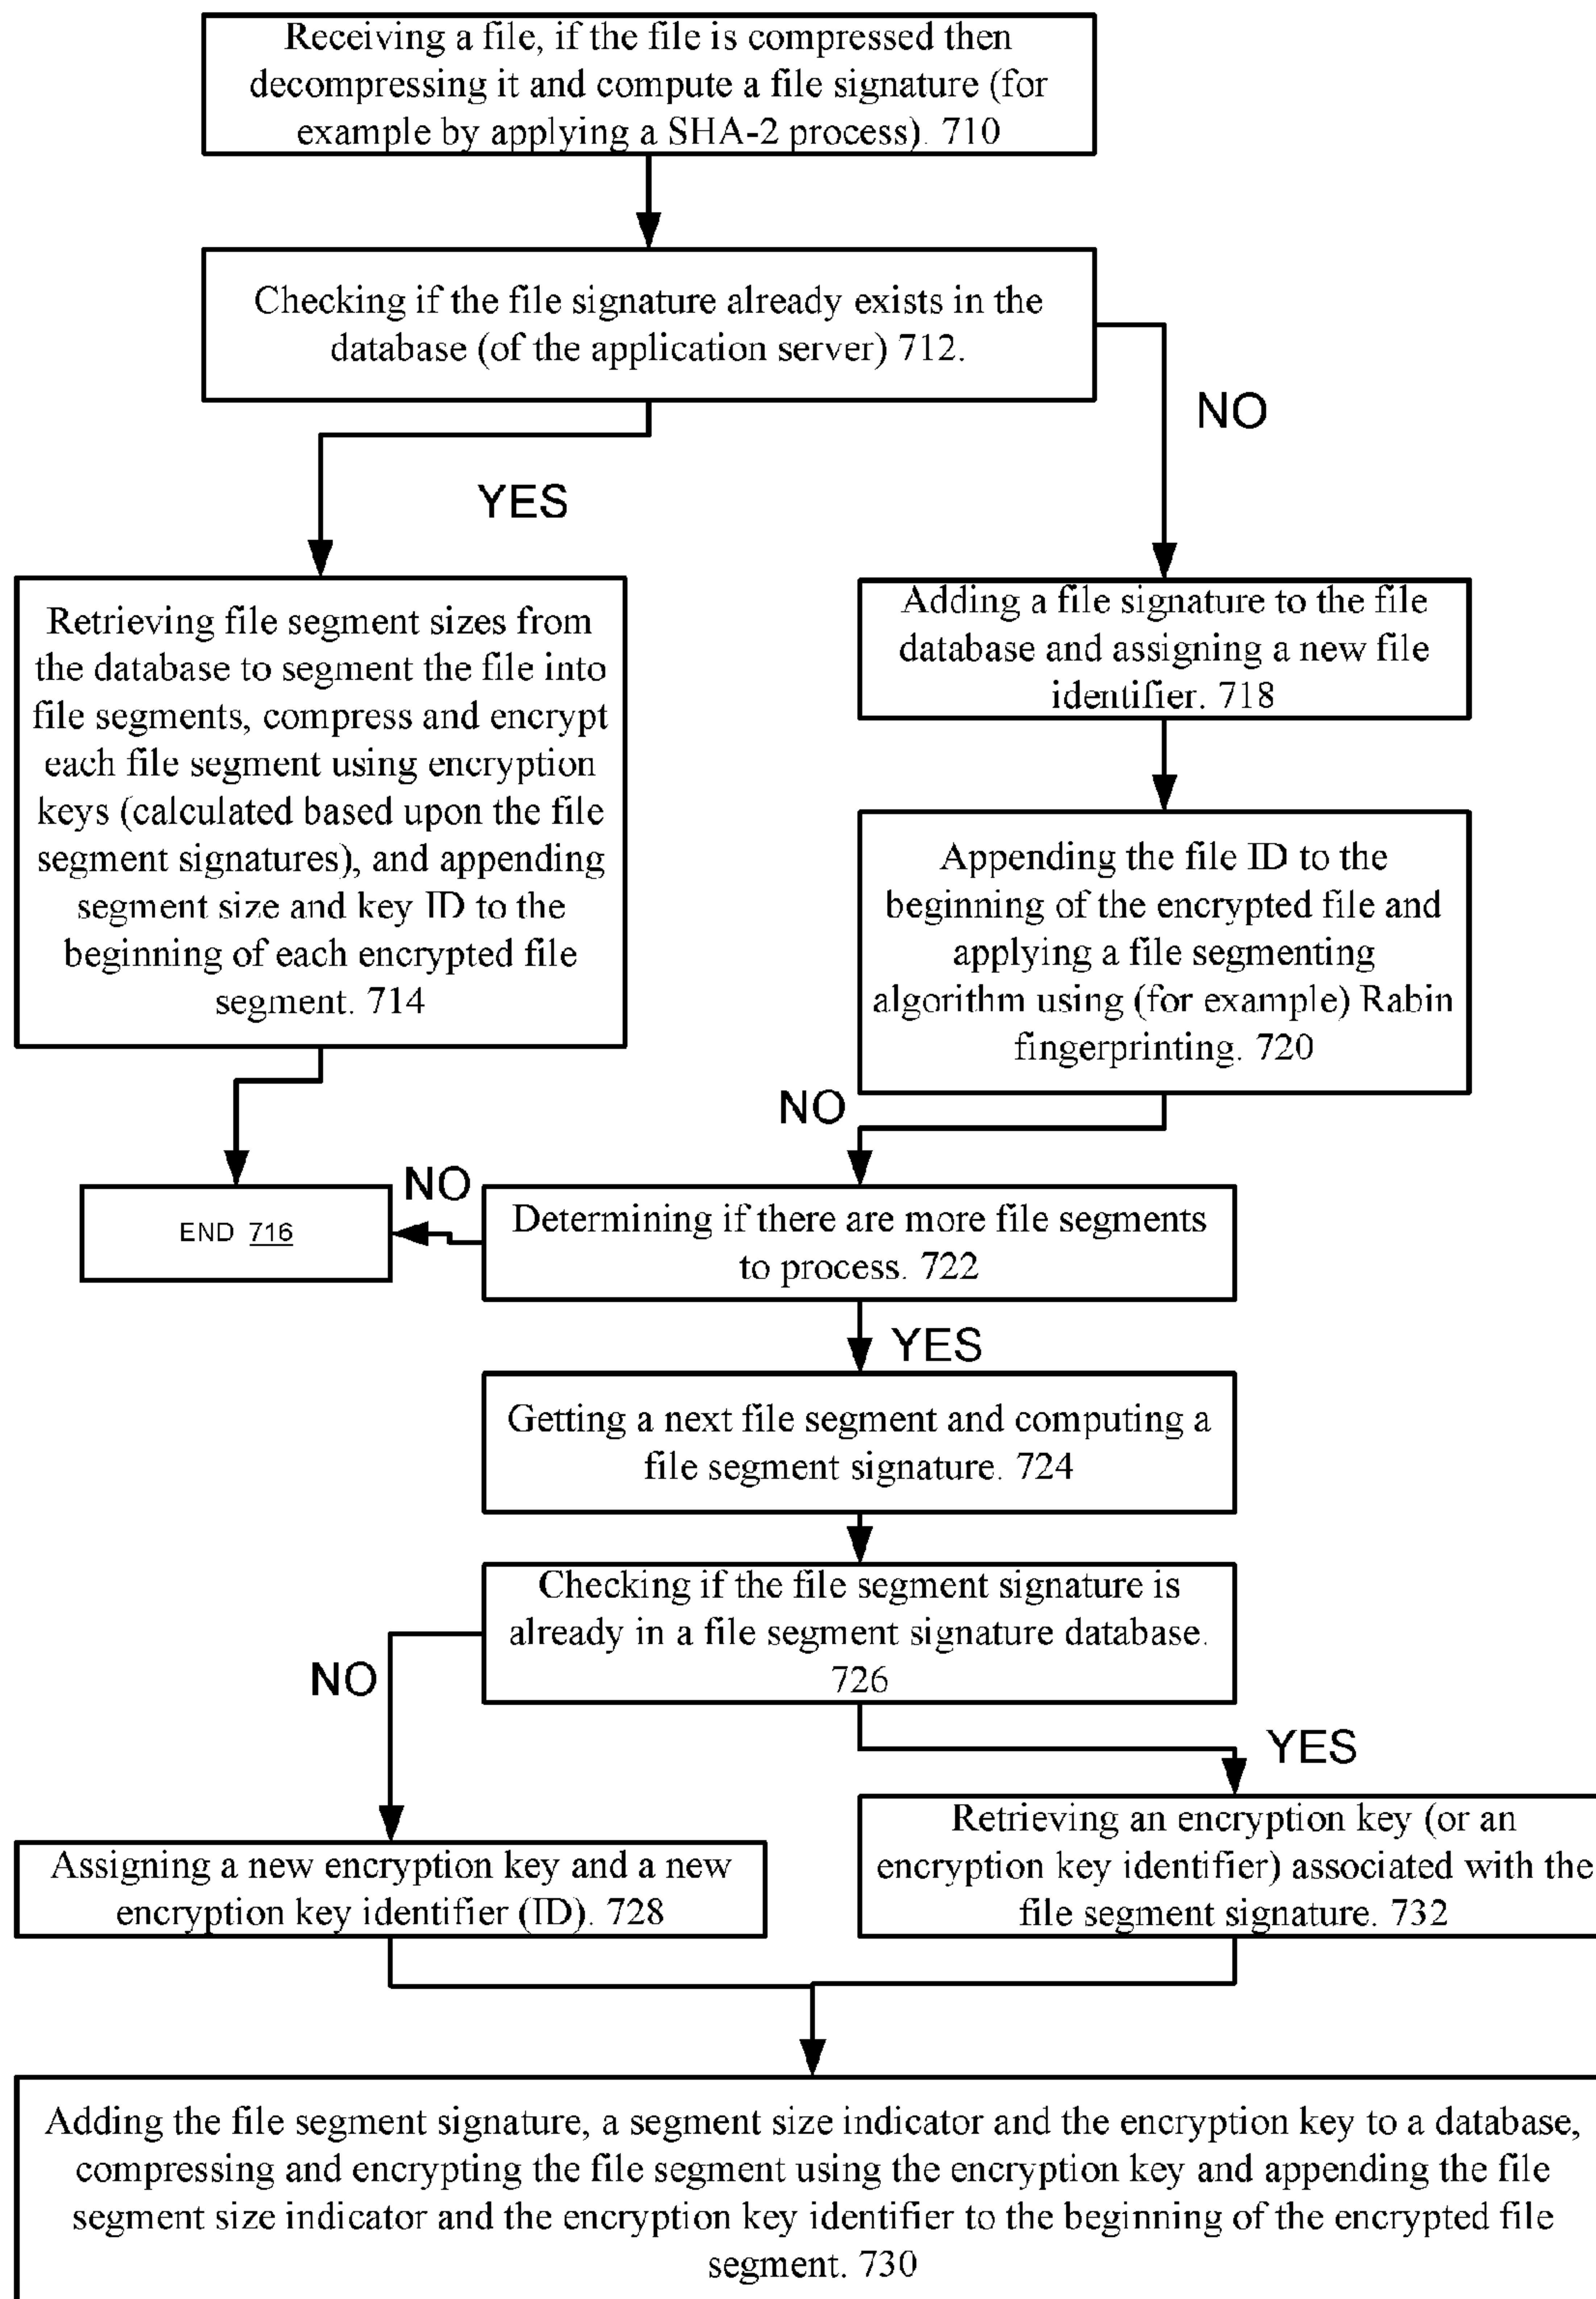 Receiving a file, if the file is compressed then
decompressing it and compute a file signature (for
example by applying a SHA-2 process). 710
Checking if the file signature already exists in the
database (of the application server) 712.
NO
YES
Retrieving file segment sizes from
the database to segment the file into
file segments, compress and encrypt
each file segment using encryption
keys (calculated based upon the file
segment signatures), and appending
segment size and key ID to the
beginning of each encrypted file
segment. 714
Adding a file signature to the file
database and assigning a new file
identifier. 718
Appending the file ID to the
beginning of the encrypted file and
applying a file segmenting
algorithm using (for example) Rabin
fingerprinting. 720
NO
NO
END 716
Determining if there are more file segments
to process. 722
YES
Getting a next file segment and computing a
file segment signature. 724
Checking if the file segment signature is
already in a file segment signature database.
726
NO
YES
Assigning a new encryption key and a new
encryption key identifier (ID). 728
Retrieving an encryption key (or an
encryption key identifier) associated with the
file segment signature. 732
Adding the file segment signature, a segment size indicator and the encryption key to a database,
compressing and encrypting the file segment using the encryption key and appending the file
segment size indicator and the encryption key identifier to the beginning of the encrypted file
segment. 730